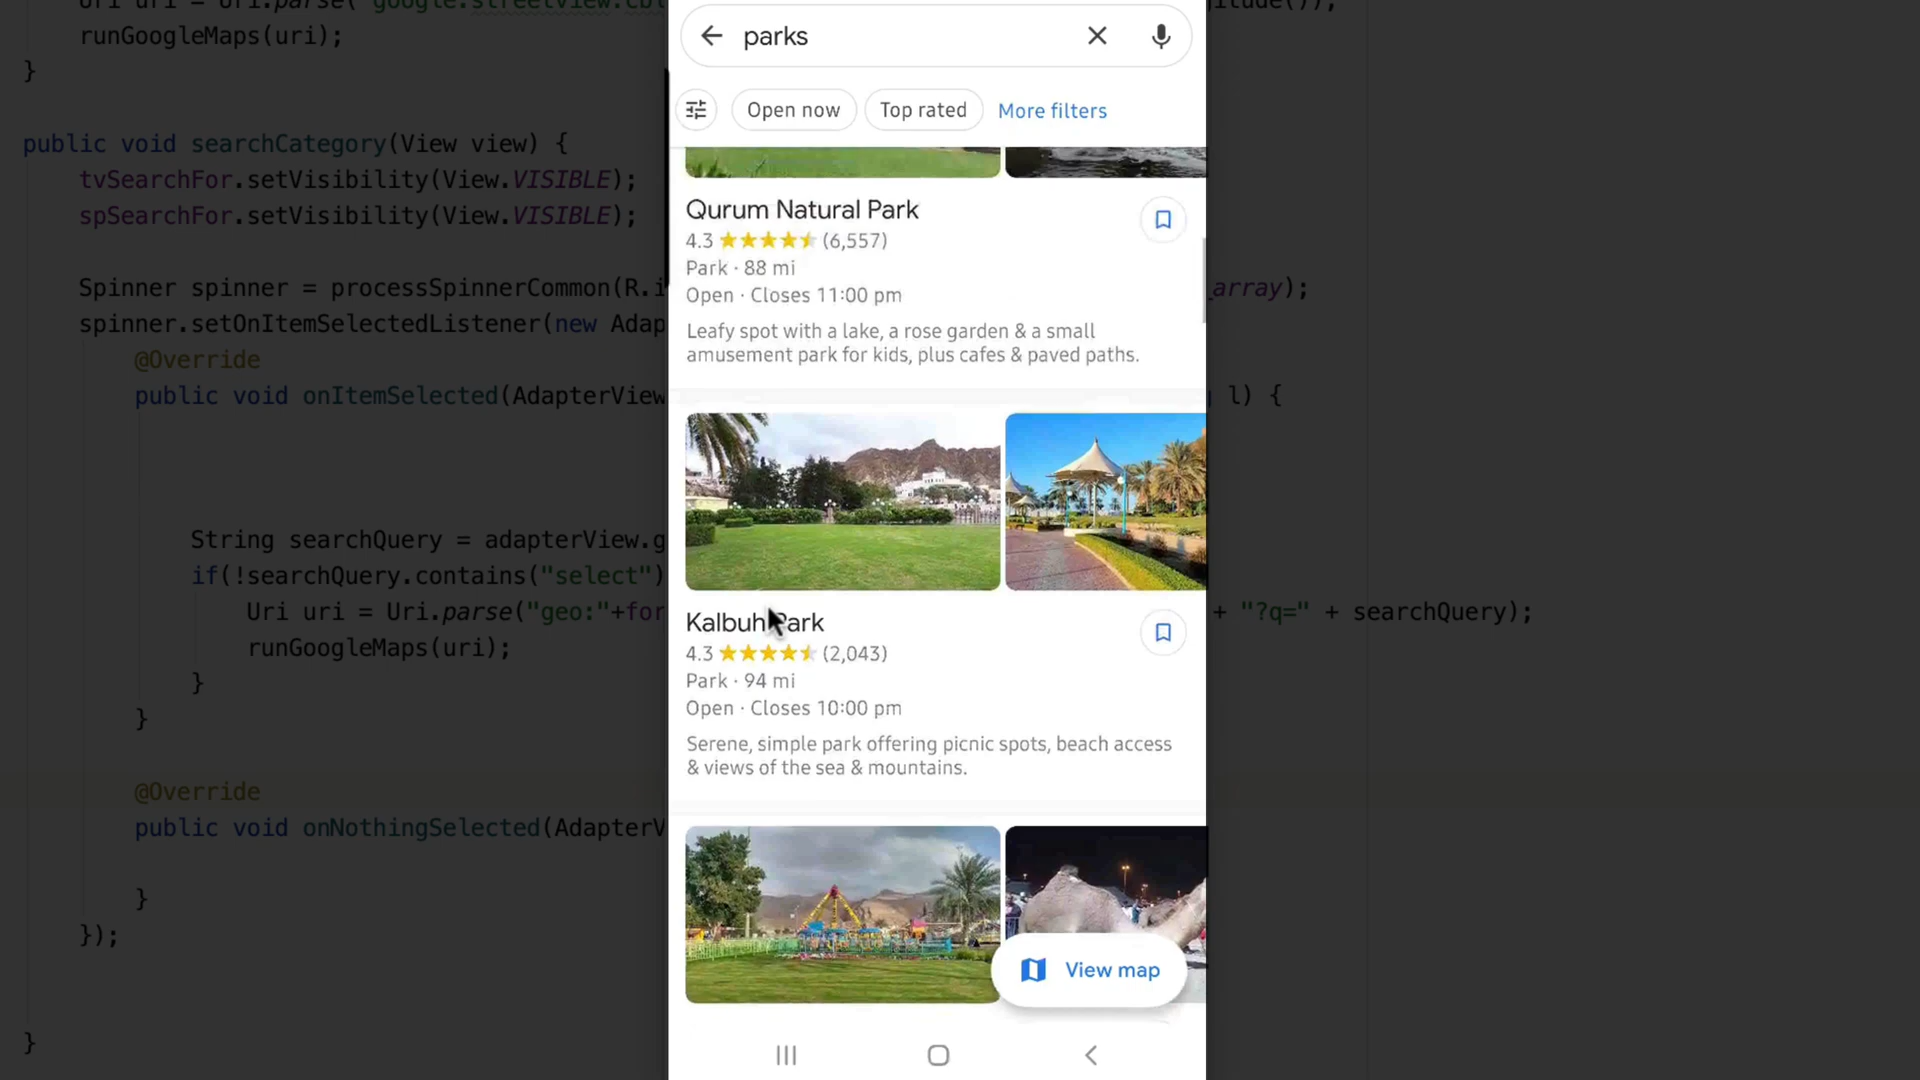 runGoogleMaps(uri);
}
public void searchCategory(View view) {
tvSearchFor.setVisibility(View.VISIBLE);
spSearchFor.setVisibility(View.VISIBLE);
Spinner spinner = processSpinnerCommon(R.i
_array);
spinner.setOnItemSelectedListener(new Adap
@Override
public void onItemSelected(AdapterView
l) {
String searchQuery = adapterView.g
if(!searchQuery.contains("select")
Uri uri = Uri.parse("geo:"+for
+ "?q=" + searchQuery);
runGoogleMaps(uri);
}
}
@Override
public void onNothingSelected(AdapterV
}
});
}
parks
Open now
Top rated
More filters
Qurum Natural Park
4.3 (6,557)
Park · 88 mi
Open · Closes 11:00 pm
Leafy spot with a lake, a rose garden & a small
amusement park for kids, plus cafes & paved paths.
Kalbuh Park
4.3 (2,043)
Park · 94 mi
Open · Closes 10:00 pm
Serene, simple park offering picnic spots, beach access
& views of the sea & mountains.
View map